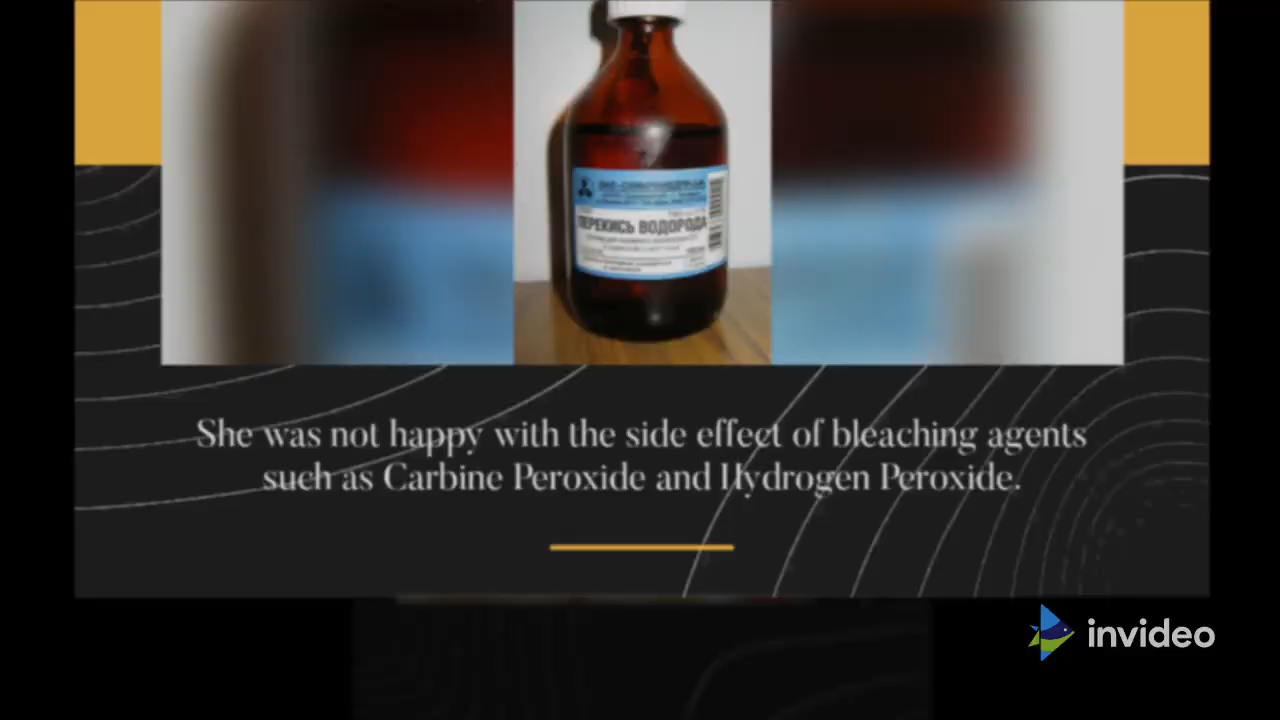 ПЕРЕКИСЬ ВОДОРОДА
She was not happy with the side effect of bleaching agents
such as Carbine Peroxide and Hydrogen Peroxide.
invideo